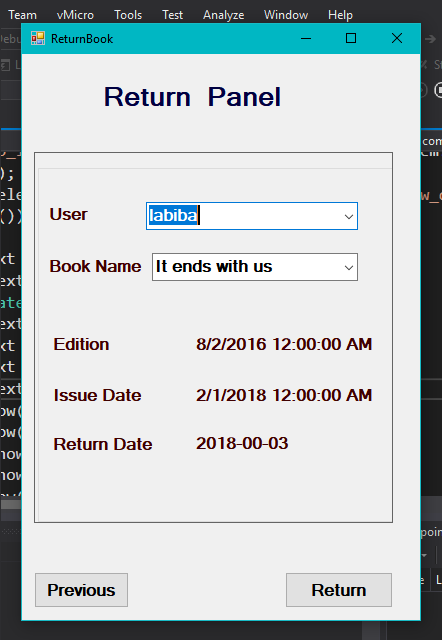 Team vMicro Tools Test Analyze Window Help
ReturnBook
Return Panel
User labiba
Book Name It ends with us
Edition 8/2/2016 12:00:00 AM
Issue Date 2/1/2018 12:00:00 AM
Return Date 2018-00-03
Previous Return